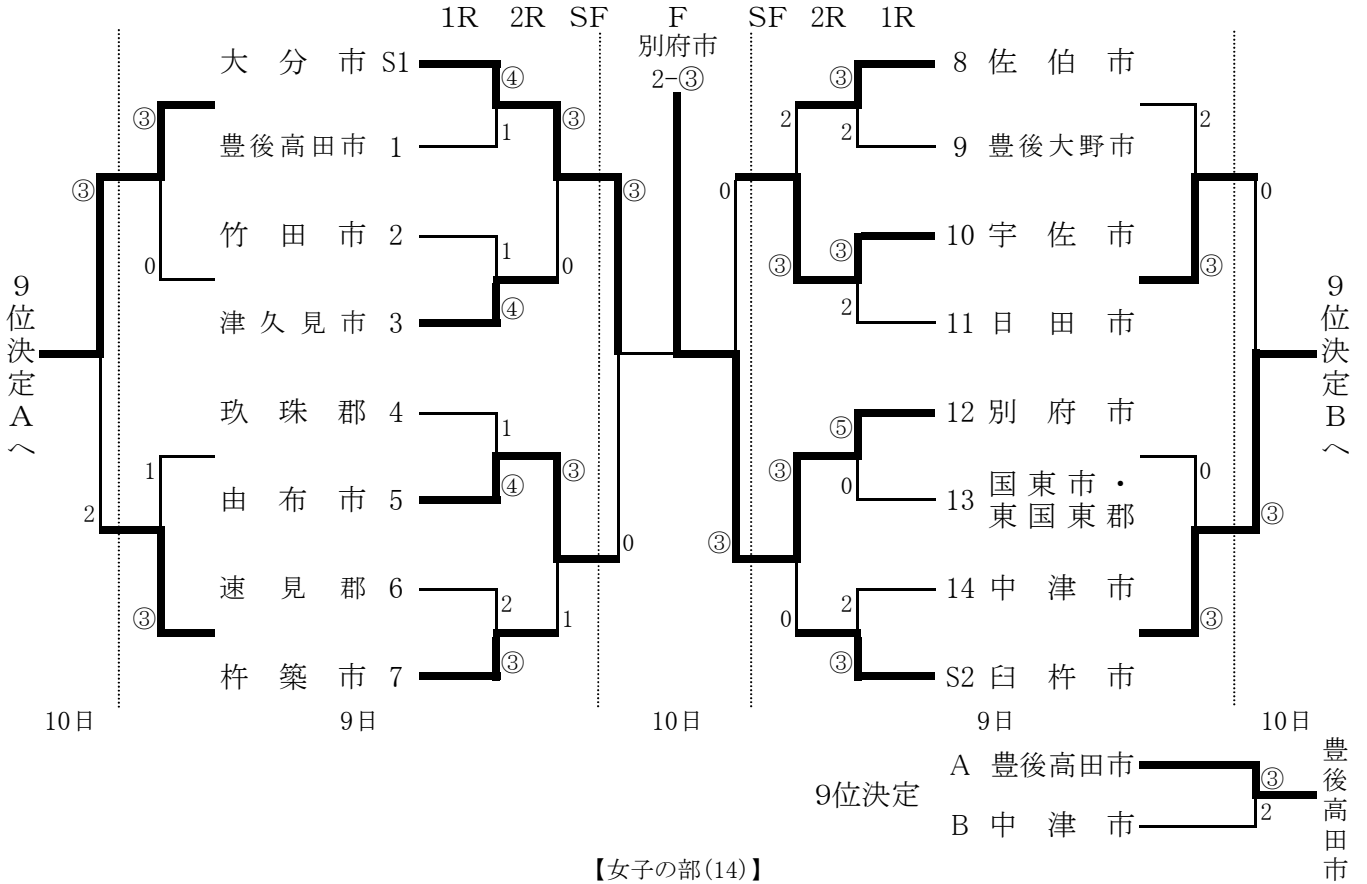 1R 2R SF F SF 2R 1R
別府市
2-③
大分市 S1
豊後高田市 1
竹田市 2
津久見市 3
玖珠郡 4
由布市 5
速見郡 6
杵築市 7
④
1
1
④
1
④
2
③
③
0
③
1
③
0
③
0
1
③
③
2
9位決定Aへ
8 佐伯市
9 豊後大野市
10 宇佐市
11 日田市
12 別府市
13 国東市・
東国東郡
14 中津市
S2 臼杵市
③
2
③
2
⑤
0
2
③
2
③
③
0
0
③
2
③
0
③
0
③
9位決定Bへ
10日 9日 10日 9日 10日
9位決定
A 豊後高田市
B 中津市
③
2
豊後高田市
【女子の部(14)】